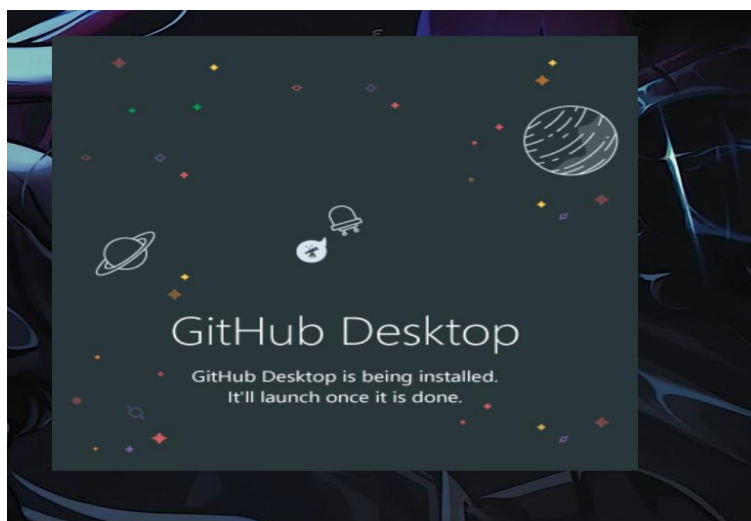 GitHub Desktop
GitHub Desktop is being installed.
It'll launch once it is done.